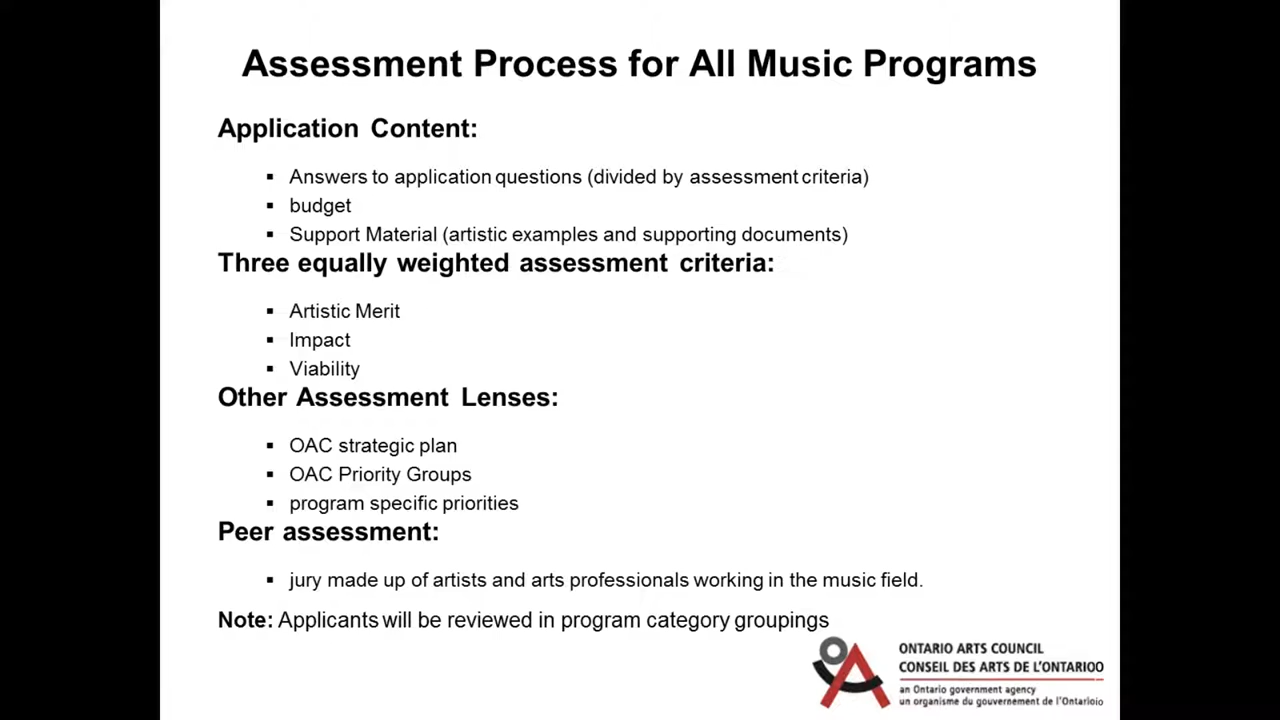 Assessment Process for All Music Programs
Application Content:
▪ Answers to application questions (divided by assessment criteria)
▪ budget
▪ Support Material (artistic examples and supporting documents)
Three equally weighted assessment criteria:
▪ Artistic Merit
▪ Impact
▪ Viability
Other Assessment Lenses:
▪ OAC strategic plan
▪ OAC Priority Groups
▪ program specific priorities
Peer assessment:
▪ jury made up of artists and arts professionals working in the music field.
Note: Applicants will be reviewed in program category groupings
ONTARIO ARTS COUNCIL
CONSEIL DES ARTS DE L'ONTARIOO
an Ontario government agency
un organisme du gouvernement de l'Ontarioio